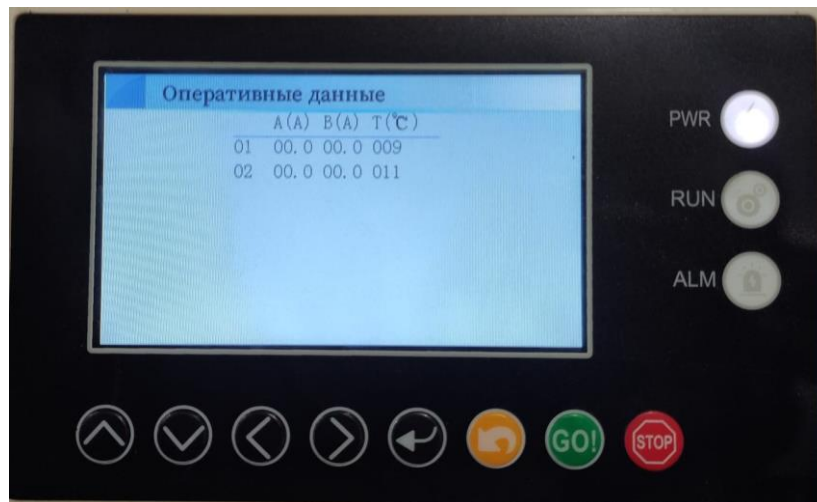 Оперативные данные
A(A) B(A) T(℃)
01 00.0 00.0 009
02 00.0 00.0 011
PWR
RUN
ALM
GO!
STOP